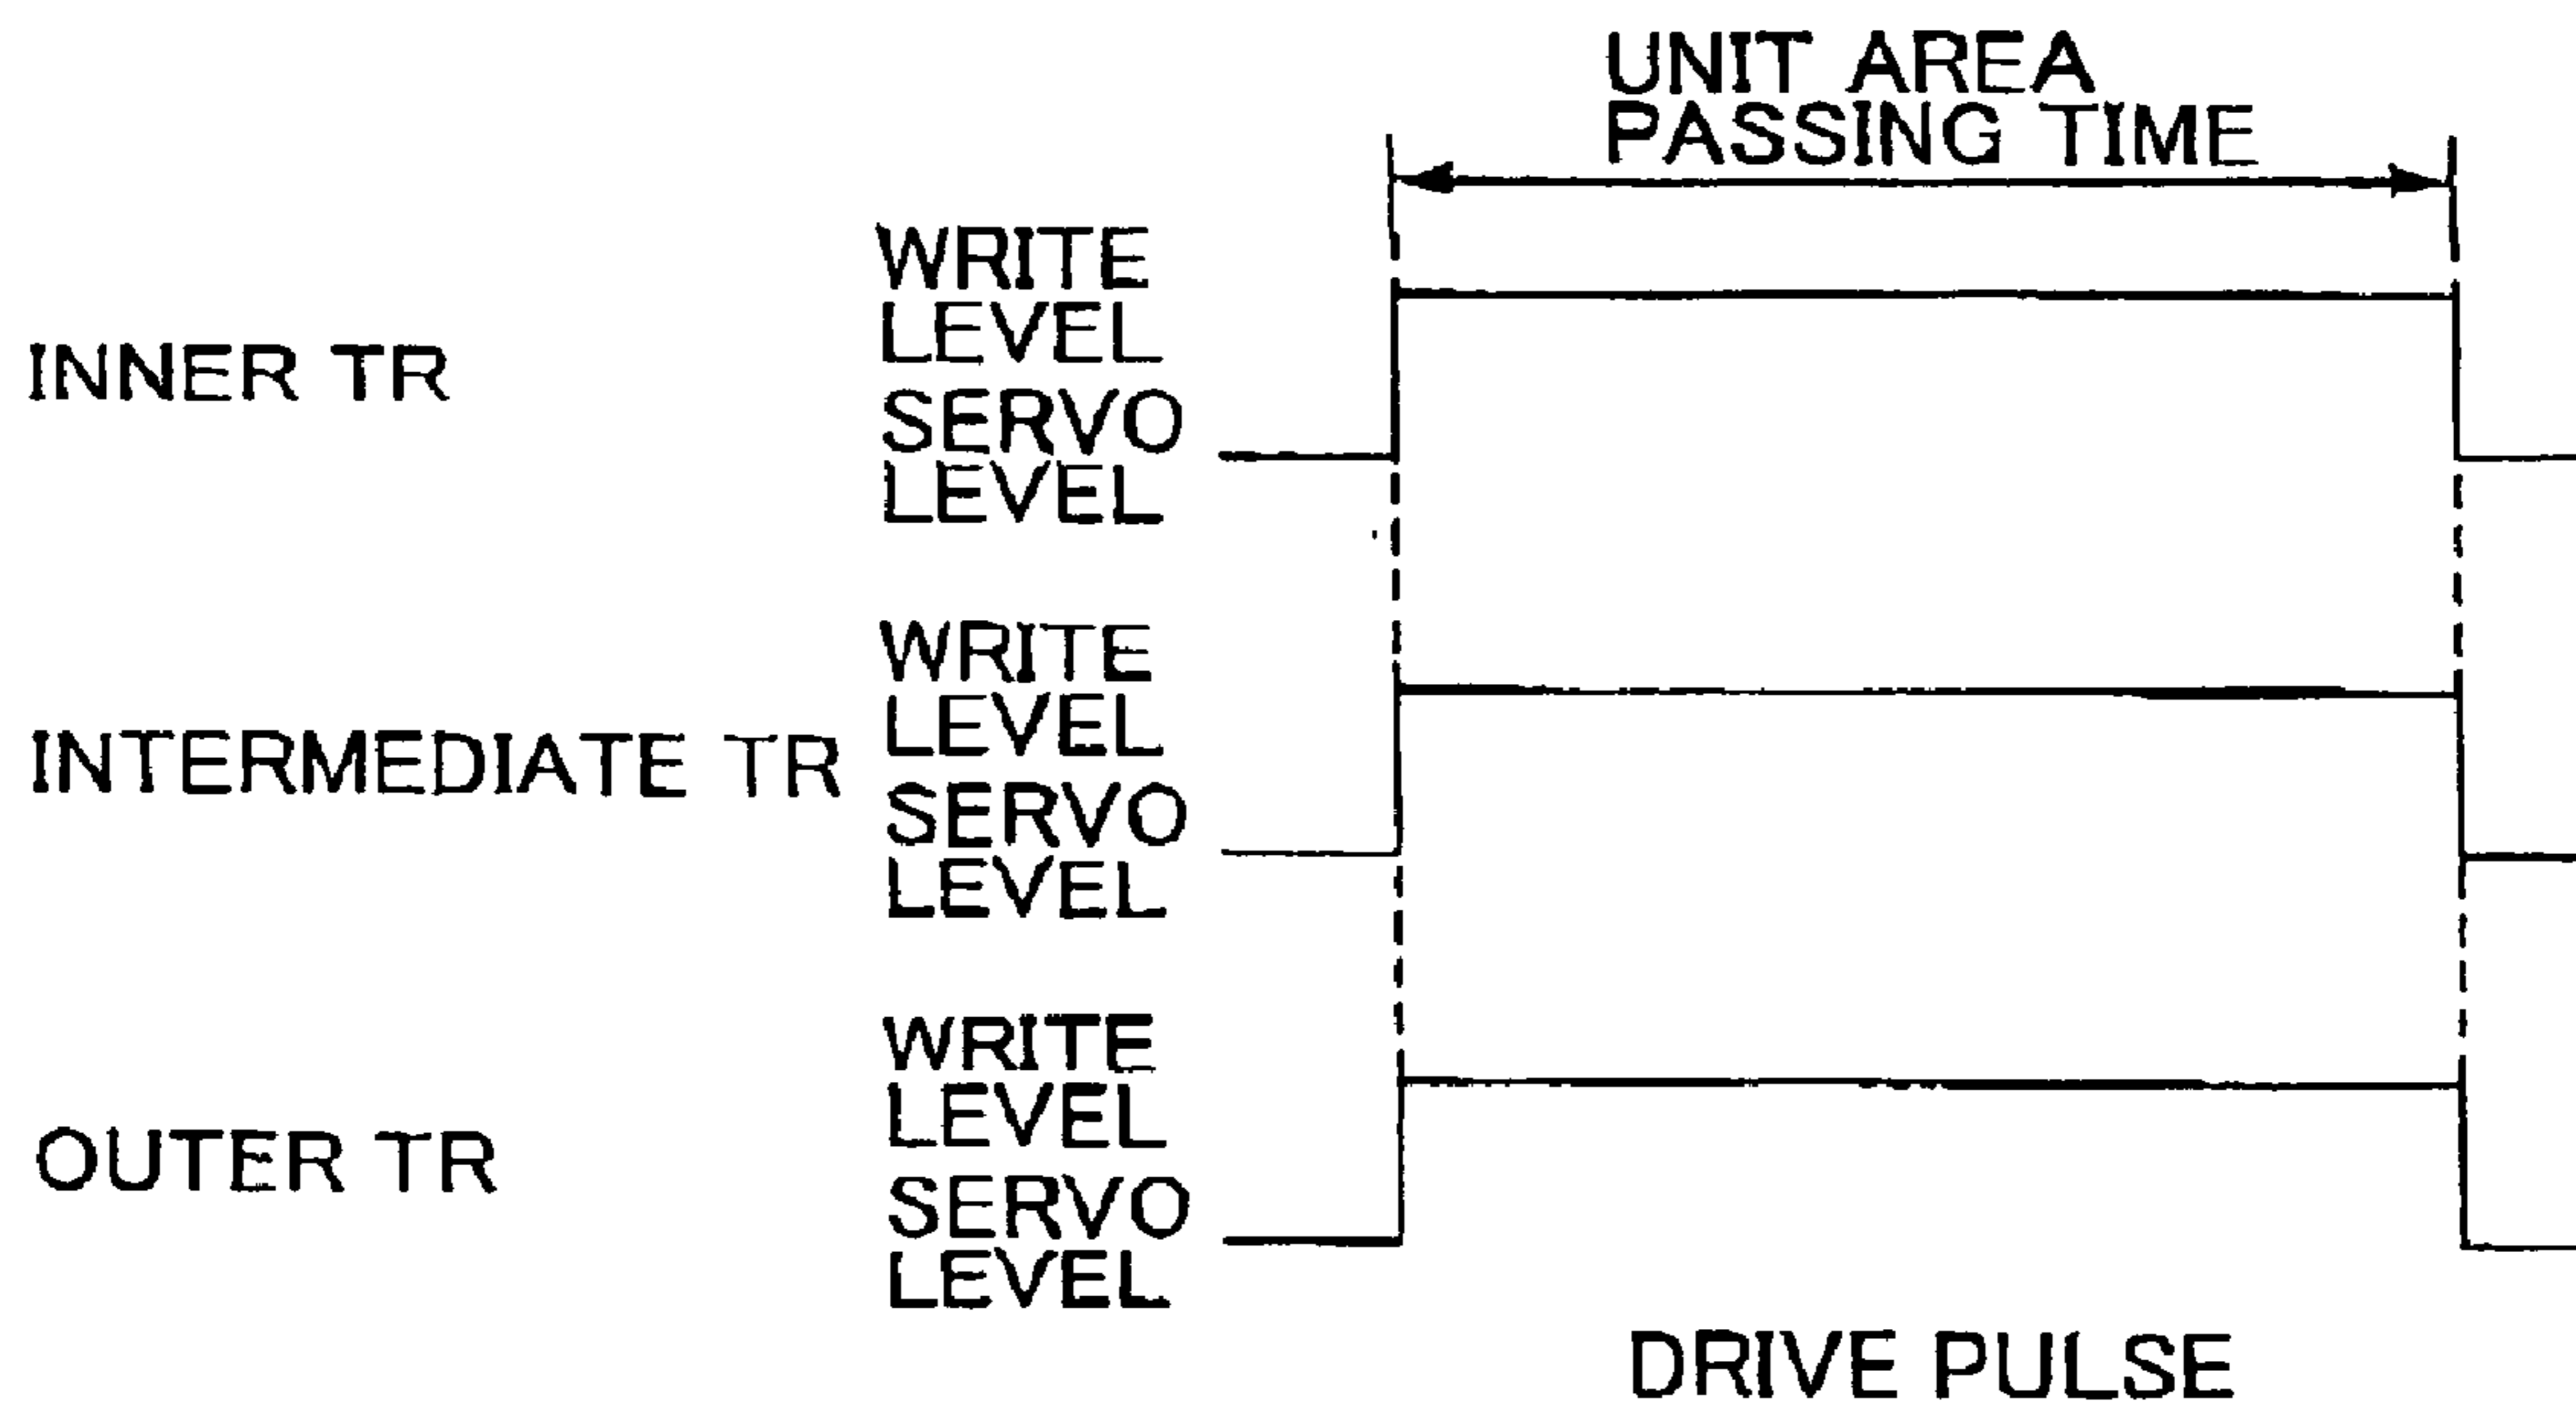 UNIT AREA
PASSING TIME
WRITE
LEVEL
INNER TR
SERVO
LEVEL
WRITE
LEVEL
INTERMEDIATE TR
SERVO
LEVEL
WRITE
LEVEL
OUTER TR
SERVO
LEVEL
DRIVE PULSE